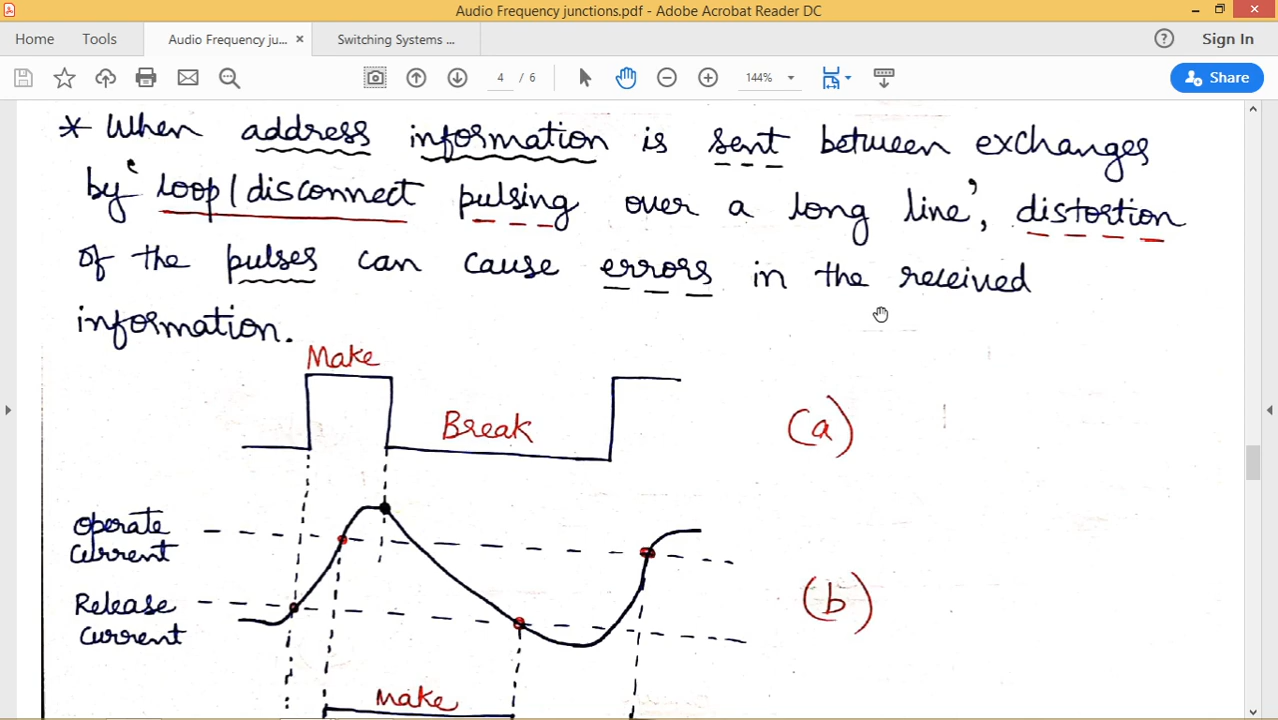 Audio Frequency junctions.pdf - Adobe Acrobat Reader DC
Home Tools Audio Frequency ju... × Switching Systems ... Sign In
4 / 6 144% Share
* When address information is sent between exchanges
by 'loop/disconnect pulsing over a long line', distortion
of the pulses can cause errors in the received
information.
Make
Break
(a)
Operate
current
Release
current
(b)
Make